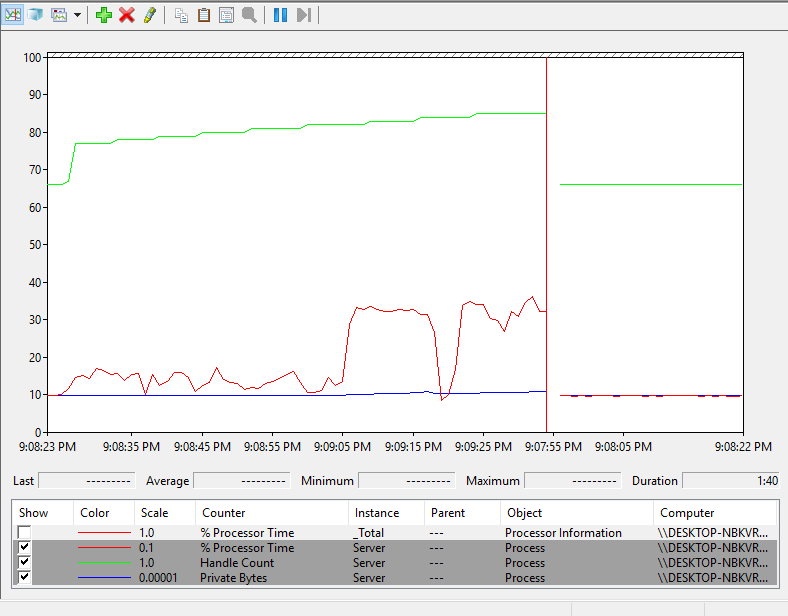 100
90
80
70
60
50
40
30
20
10
0
9:08:23 PM 9:08:35 PM 9:08:45 PM 9:08:55 PM 9:09:05 PM 9:09:15 PM 9:09:25 PM 9:07:55 PM 9:08:05 PM 9:08:22 PM
Last --------- Average --------- Minimum --------- Maximum --------- Duration 1:40
Show Color Scale Counter Instance Parent Object Computer
1.0 % Processor Time _Total --- Processor Information \\DESKTOP-NBKVR...
0.1 % Processor Time Server --- Process \\DESKTOP-NBKVR...
1.0 Handle Count Server --- Process \\DESKTOP-NBKVR...
0.00001 Private Bytes Server --- Process \\DESKTOP-NBKVR...